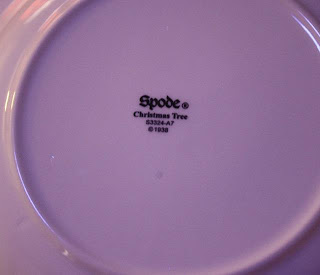 Spode®
Christmas Tree
S3324-A7
©1938